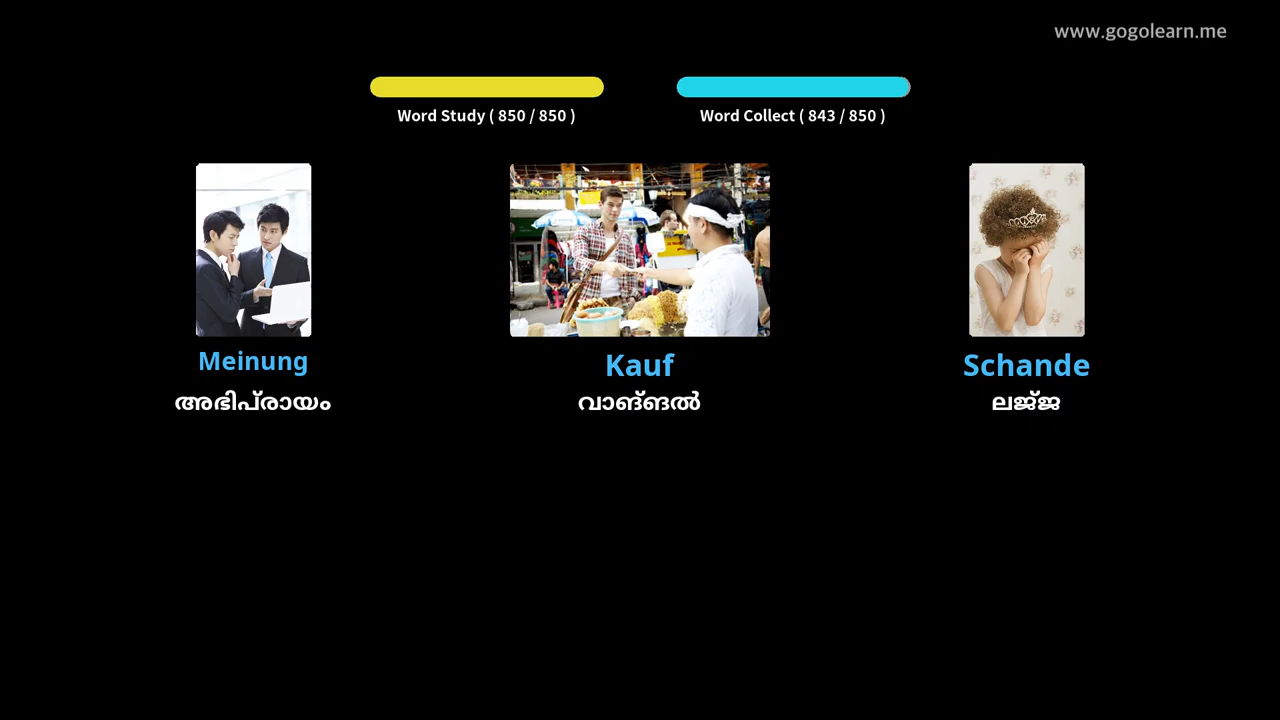 www.gogolearn.me
Word Study ( 850 / 850 )
Word Collect ( 843 / 850 )
Meinung
Kauf
Schande
അഭിപ്രായം
വാങ്ങൽ
ലജ്ജ